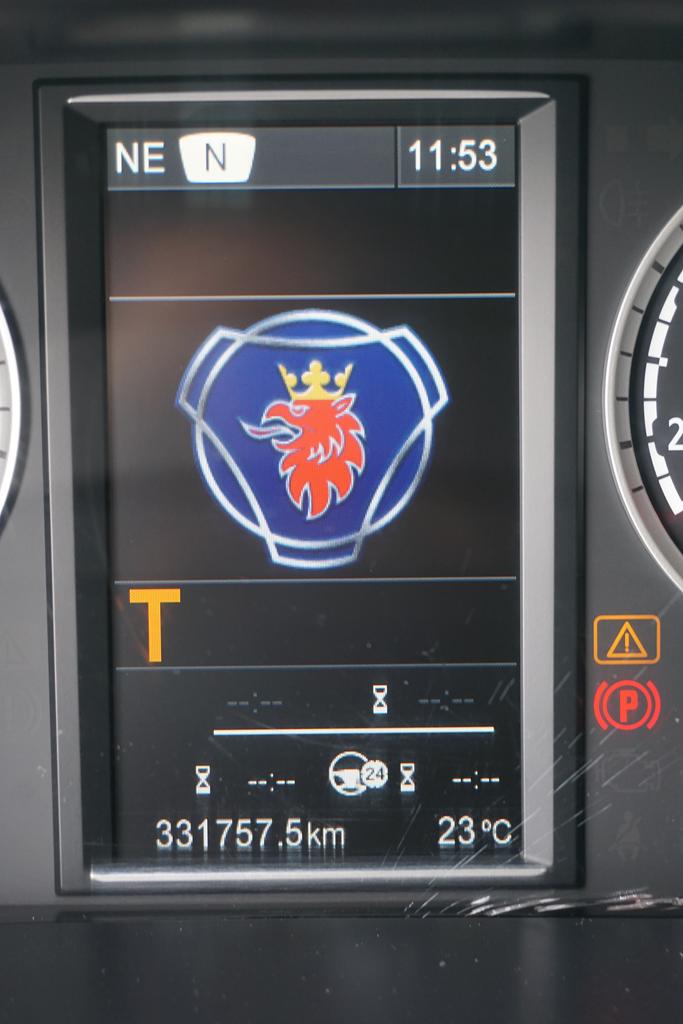 NE N 11:53
2
T
--:-- --:--
--:-- 24 --:--
331757.5km 23°C
P